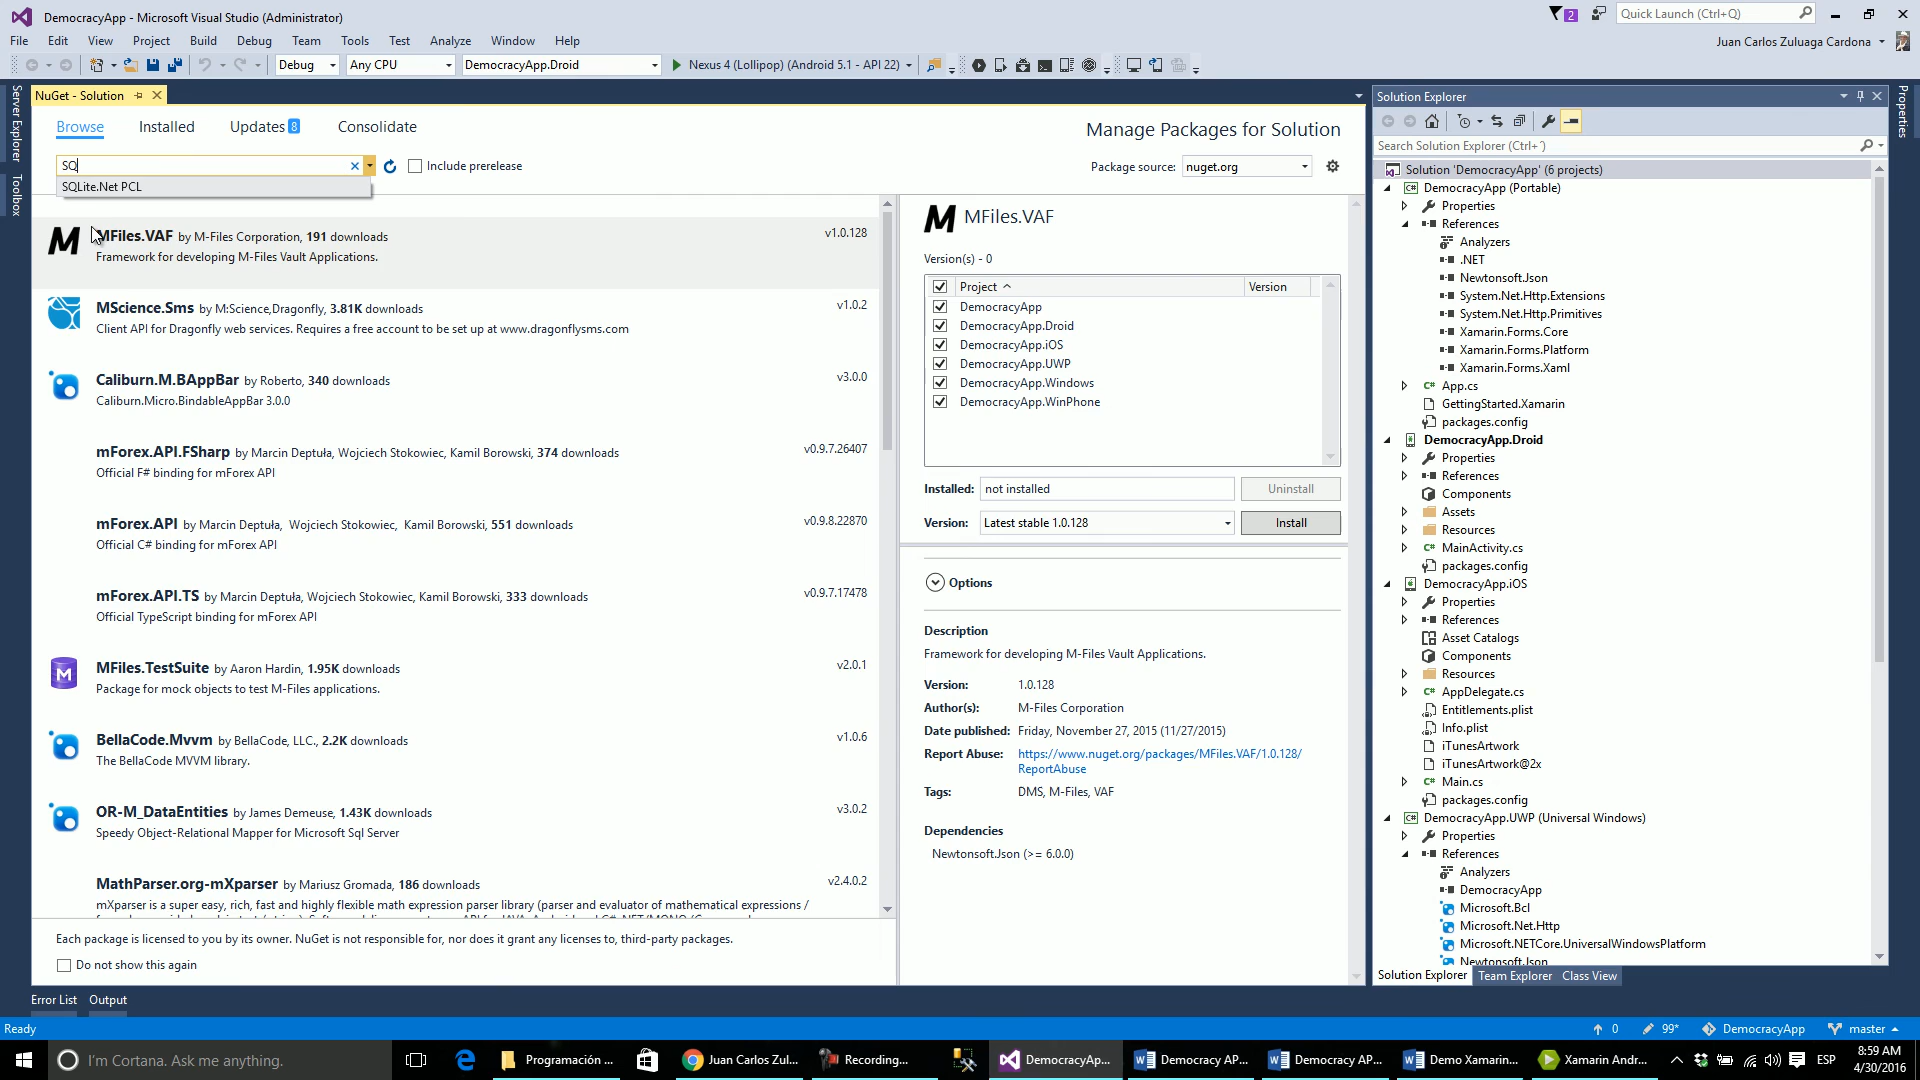 DemocracyApp - Microsoft Visual Studio (Administrator)
2
Quick Launch (Ctrl+Q)
File Edit View Project Build Debug Team Tools Test Analyze Window Help
Juan Carlos Zuluaga Cardona
Debug Any CPU DemocracyApp.Droid Nexus 4 (Lollipop) (Android 5.1 - API 22)
Server Explorer
Toolbox
NuGet - Solution
Browse Installed Updates 8 Consolidate
Manage Packages for Solution
SQ
Include prerelease
Package source: nuget.org
SQLite.Net PCL
MFiles.VAF by M-Files Corporation, 191 downloads v1.0.128
Framework for developing M-Files Vault Applications.
MScience.Sms by M:Science,Dragonfly, 3.81K downloads v1.0.2
Client API for Dragonfly web services. Requires a free account to be set up at www.dragonflysms.com
Caliburn.M.BAppBar by Roberto, 340 downloads v3.0.0
Caliburn.Micro.BindableAppBar 3.0.0
mForex.API.FSharp by Marcin Deptuła, Wojciech Stokowiec, Kamil Borowski, 374 downloads v0.9.7.26407
Official F# binding for mForex API
mForex.API by Marcin Deptuła, Wojciech Stokowiec, Kamil Borowski, 551 downloads v0.9.8.22870
Official C# binding for mForex API
mForex.API.TS by Marcin Deptuła, Wojciech Stokowiec, Kamil Borowski, 333 downloads v0.9.7.17478
Official TypeScript binding for mForex API
MFiles.TestSuite by Aaron Hardin, 1.95K downloads v2.0.1
Package for mock objects to test M-Files applications.
BellaCode.Mvvm by BellaCode, LLC., 2.2K downloads v1.0.6
The BellaCode MVVM library.
OR-M_DataEntities by James Demeuse, 1.43K downloads v3.0.2
Speedy Object-Relational Mapper for Microsoft Sql Server
MathParser.org-mXparser by Mariusz Gromada, 186 downloads v2.4.0.2
mXparser is a super easy, rich, fast and highly flexible math expression parser library (parser and evaluator of mathematical expressions /
Each package is licensed to you by its owner. NuGet is not responsible for, nor does it grant any licenses to, third-party packages.
Do not show this again
MFiles.VAF
Version(s) - 0
Project Version
DemocracyApp
DemocracyApp.Droid
DemocracyApp.iOS
DemocracyApp.UWP
DemocracyApp.Windows
DemocracyApp.WinPhone
Installed: not installed Uninstall
Version: Latest stable 1.0.128 Install
Options
Description
Framework for developing M-Files Vault Applications.
Version: 1.0.128
Author(s): M-Files Corporation
Date published: Friday, November 27, 2015 (11/27/2015)
Report Abuse: https://www.nuget.org/packages/MFiles.VAF/1.0.128/
ReportAbuse
Tags: DMS, M-Files, VAF
Dependencies
Newtonsoft.Json (>= 6.0.0)
Solution Explorer
Search Solution Explorer (Ctrl+´)
Solution 'DemocracyApp' (6 projects)
DemocracyApp (Portable)
Properties
References
Analyzers
.NET
Newtonsoft.Json
System.Net.Http.Extensions
System.Net.Http.Primitives
Xamarin.Forms.Core
Xamarin.Forms.Platform
Xamarin.Forms.Xaml
App.cs
GettingStarted.Xamarin
packages.config
DemocracyApp.Droid
Properties
References
Components
Assets
Resources
MainActivity.cs
packages.config
DemocracyApp.iOS
Properties
References
Asset Catalogs
Components
Resources
AppDelegate.cs
Entitlements.plist
Info.plist
iTunesArtwork
iTunesArtwork@2x
Main.cs
packages.config
DemocracyApp.UWP (Universal Windows)
Properties
References
Analyzers
DemocracyApp
Microsoft.Bcl
Microsoft.Net.Http
Microsoft.NETCore.UniversalWindowsPlatform
Newtonsoft.Json
Solution Explorer Team Explorer Class View
Properties
Error List Output
Ready
0 99* DemocracyApp master
I'm Cortana. Ask me anything.
Programación ...
Juan Carlos Zul...
Recording...
DemocracyApp...
Democracy AP...
Democracy AP...
Demo Xamarin...
Xamarin Andr...
ESP
8:59 AM
4/30/2016